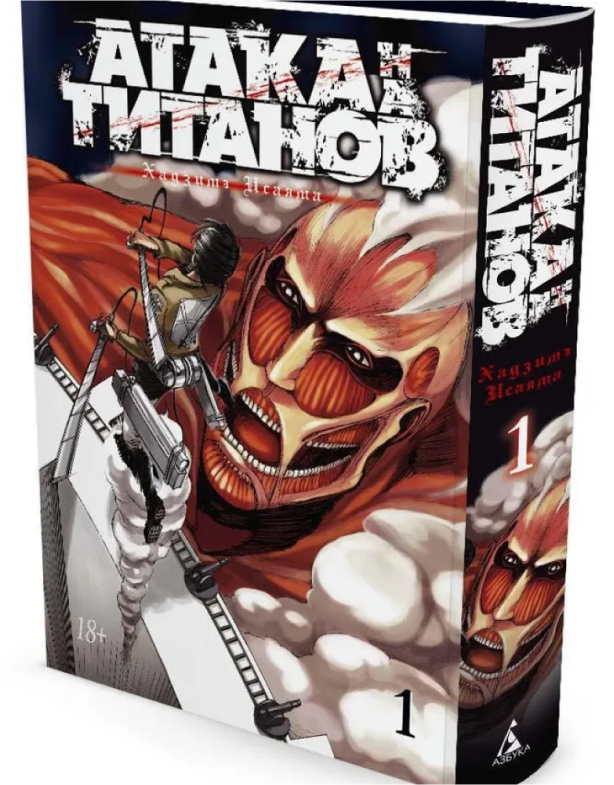 АТАКА НА
ТИТАНОВ
Хадзимэ Исаяма
18+
1
АТАКА НА
ТИТАНОВ
Хадзимэ
Исаяма
1
АЗБУКА